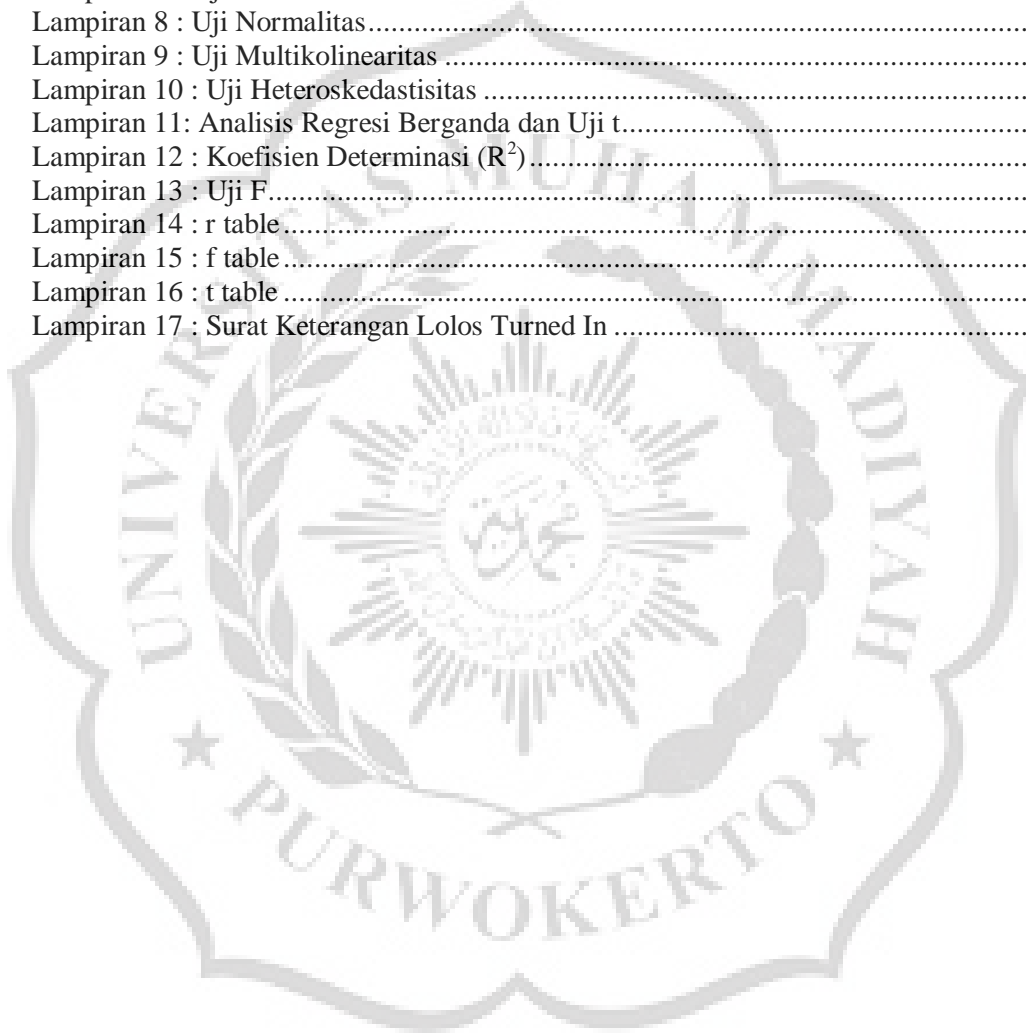 Lampiran 8 : Uji Normalitas
Lampiran 9 : Uji Multikolinearitas
Lampiran 10 : Uji Heteroskedastisitas
Lampiran 11: Analisis Regresi Berganda dan Uji t
Lampiran 12 : Koefisien Determinasi (R²)
Lampiran 13 : Uji F
Lampiran 14 : r table
Lampiran 15 : f table
Lampiran 16 : t table
Lampiran 17 : Surat Keterangan Lolos Turned In
UNIVERSITAS MUHAMMADIYAH
PURWOKERTO